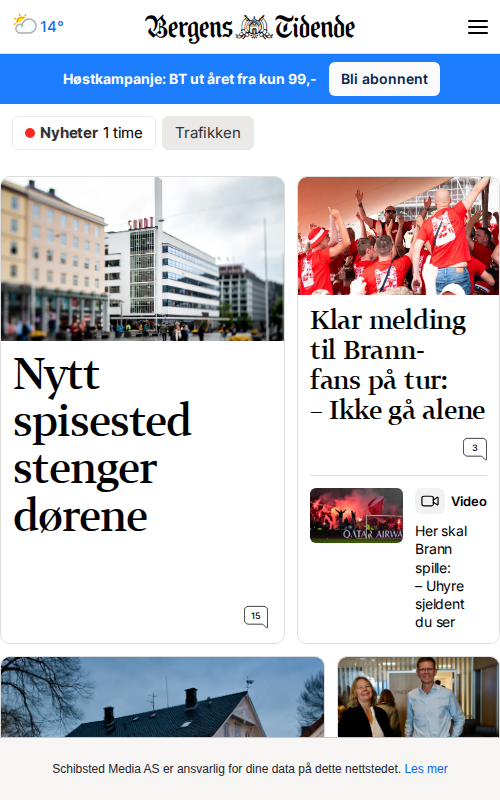 14°
Bergens Tidende
Høstkampanje: BT ut året fra kun 99,-
Bli abonnent
Nyheter 1 time
Trafikken
SUNDT
Nytt
spisested
stenger
dørene
15
Klar melding
til Brann-
fans på tur:
– Ikke gå alene
3
QATAR AIRWA
Video
Her skal
Brann
spille:
– Uhyre
sjeldent
du ser
Schibsted Media AS er ansvarlig for dine data på dette nettstedet. Les mer